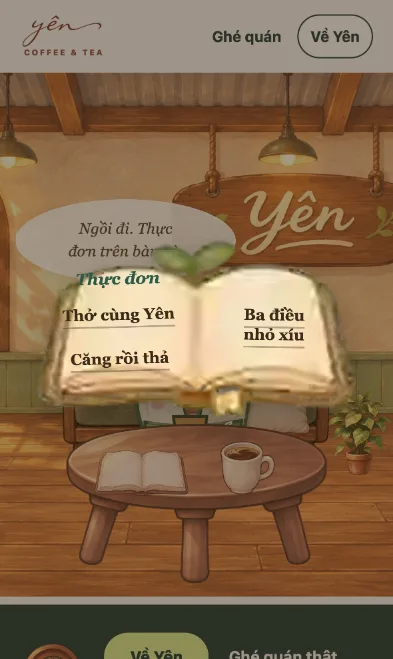 yên
COFFEE & TEA
Ghé quán
Về Yên
Yên
Ngồi đi. Thực
đơn trên bàn
Thực đơn
Thở cùng Yên
Căng rồi thả
Ba điều
nhỏ xíu
Về Yên
Ghé quán thật